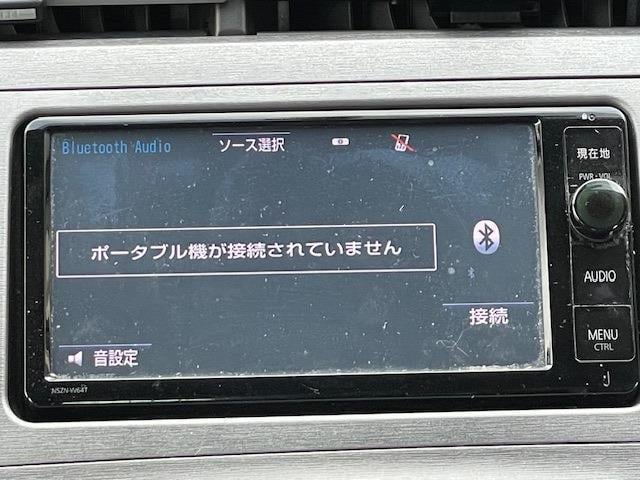 Bluetooth Audio
ソース選択
現在地
PWR・VOL
ポータブル機が接続されていません
AUDIO
接続
MENU
CTRL
音設定
NSZN-W64T